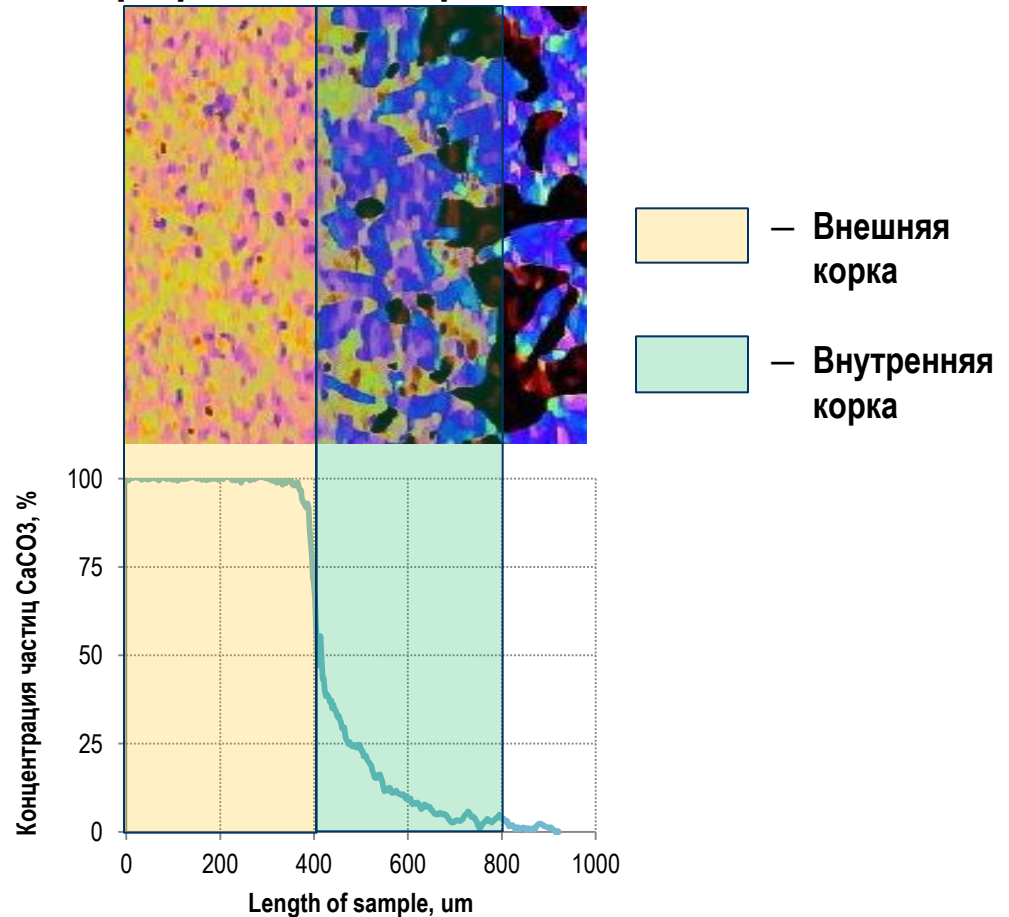 — Внешняя
корка
— Внутренняя
корка
Концентрация частиц CaCO3, %
100
75
50
25
0
0 200 400 600 800 1000
Length of sample, um